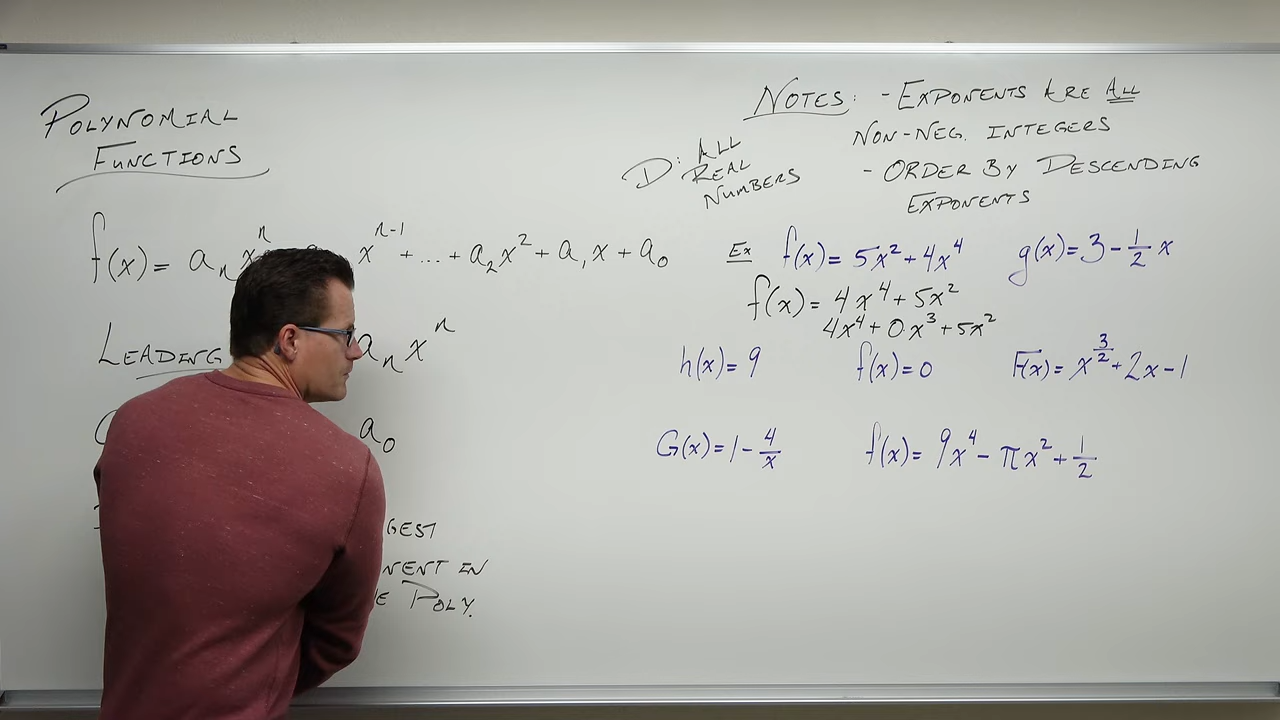 POLYNOMIAL
FUNCTIONS
f(x) = aₙxⁿ xⁿ⁻¹ + ... + a₂x² + a₁x + a₀
LEADING aₙxⁿ
a₀
GEST
NENT IN
E POLY.
D: ALL
REAL
NUMBERS
NOTES: - EXPONENTS ARE ALL
NON-NEG. INTEGERS
- ORDER BY DESCENDING
EXPONENTS
Ex f(x) = 5x² + 4x⁴ g(x) = 3 - 1/2 x
f(x) = 4x⁴ + 5x²
4x⁴ + 0x³ + 5x²
h(x) = 9 f(x) = 0 F(x) = x^(3/2) + 2x - 1
G(x) = 1 - 4/x f(x) = 9x⁴ - πx² + 1/2